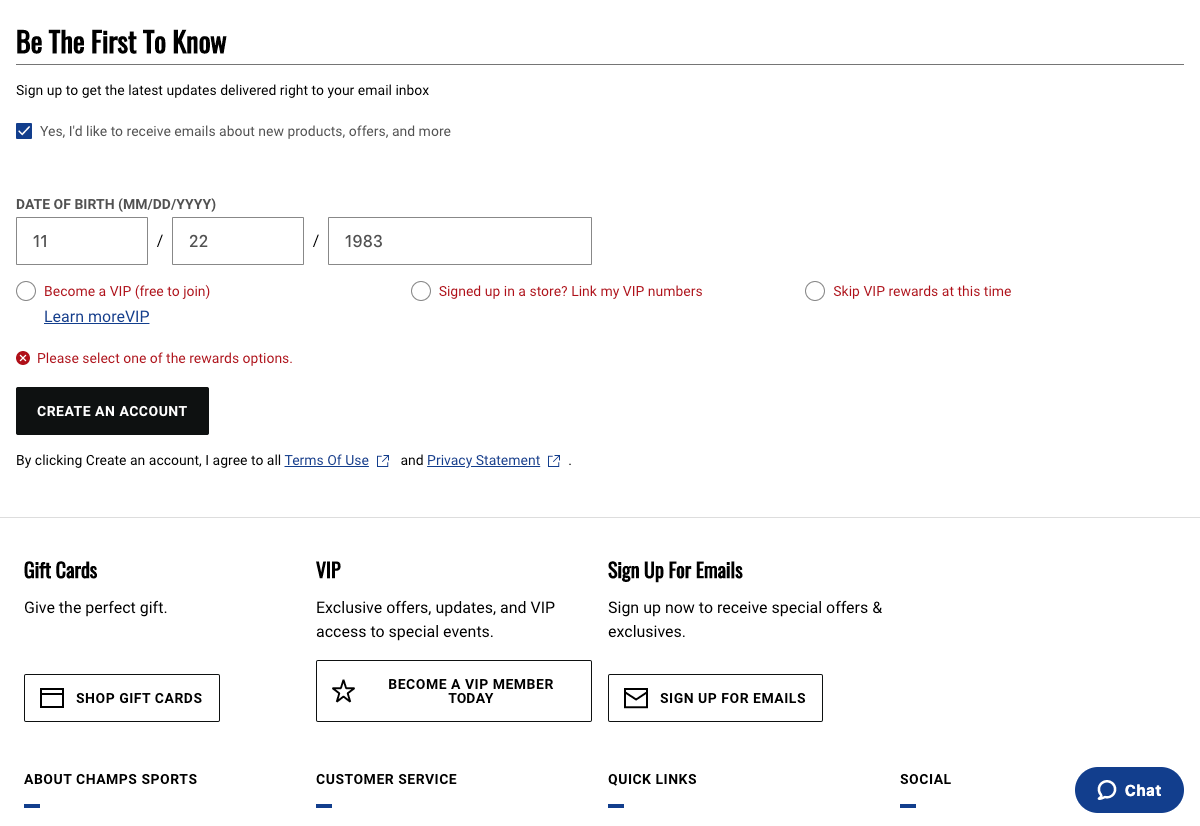 Be The First To Know
Sign up to get the latest updates delivered right to your email inbox
Yes, I'd like to receive emails about new products, offers, and more
DATE OF BIRTH (MM/DD/YYYY)
11 / 22 / 1983
Become a VIP (free to join)
Learn moreVIP
Signed up in a store? Link my VIP numbers
Skip VIP rewards at this time
Please select one of the rewards options.
CREATE AN ACCOUNT
By clicking Create an account, I agree to all Terms Of Use and Privacy Statement .
Gift Cards
Give the perfect gift.
SHOP GIFT CARDS
VIP
Exclusive offers, updates, and VIP
access to special events.
BECOME A VIP MEMBER
TODAY
Sign Up For Emails
Sign up now to receive special offers &
exclusives.
SIGN UP FOR EMAILS
ABOUT CHAMPS SPORTS
CUSTOMER SERVICE
QUICK LINKS
SOCIAL
Chat